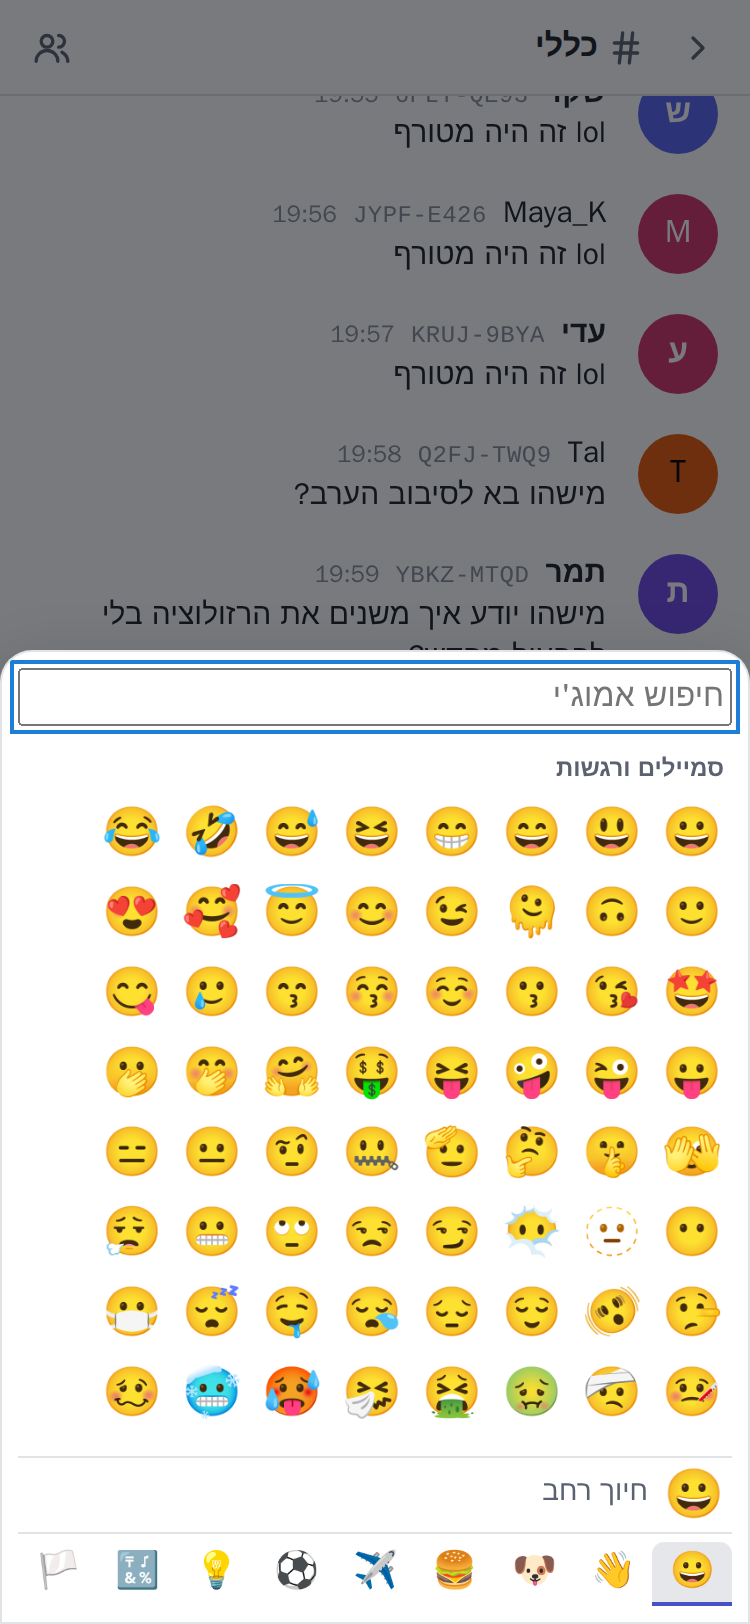 # כללי
lol זה היה מטורף
Maya_K JYPF-E426 19:56
lol זה היה מטורף
עדי KRUJ-9BYA 19:57
lol זה היה מטורף
Tal Q2FJ-TWQ9 19:58
מישהו בא לסיבוב הערב?
תמר YBKZ-MTQD 19:59
מישהו יודע איך משנים את הרזולוציה בלי
חיפוש אמוג'י
סמיילים ורגשות
חיוך רחב